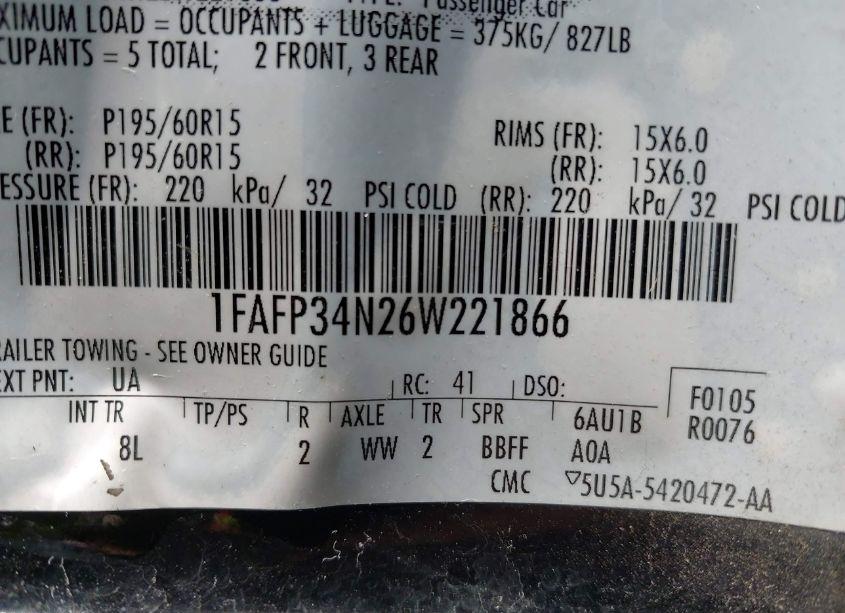 Passenger Car
XIMUM LOAD = OCCUPANTS + LUGGAGE = 375KG/ 827LB
CUPANTS = 5 TOTAL; 2 FRONT, 3 REAR
E (FR): P195/60R15 RIMS (FR): 15X6.0
(RR): P195/60R15 (RR): 15X6.0
ESSURE (FR): 220 kPa/ 32 PSI COLD (RR): 220 kPa/ 32 PSI COLD
1FAFP34N26W221866
RAILER TOWING - SEE OWNER GUIDE
EXT PNT: UA RC: 41 DSO:
INT TR TP/PS R AXLE TR SPR 6AU1B F0105
R0076
8L 2 WW 2 BBFF A0A
CMC 5U5A-5420472-AA